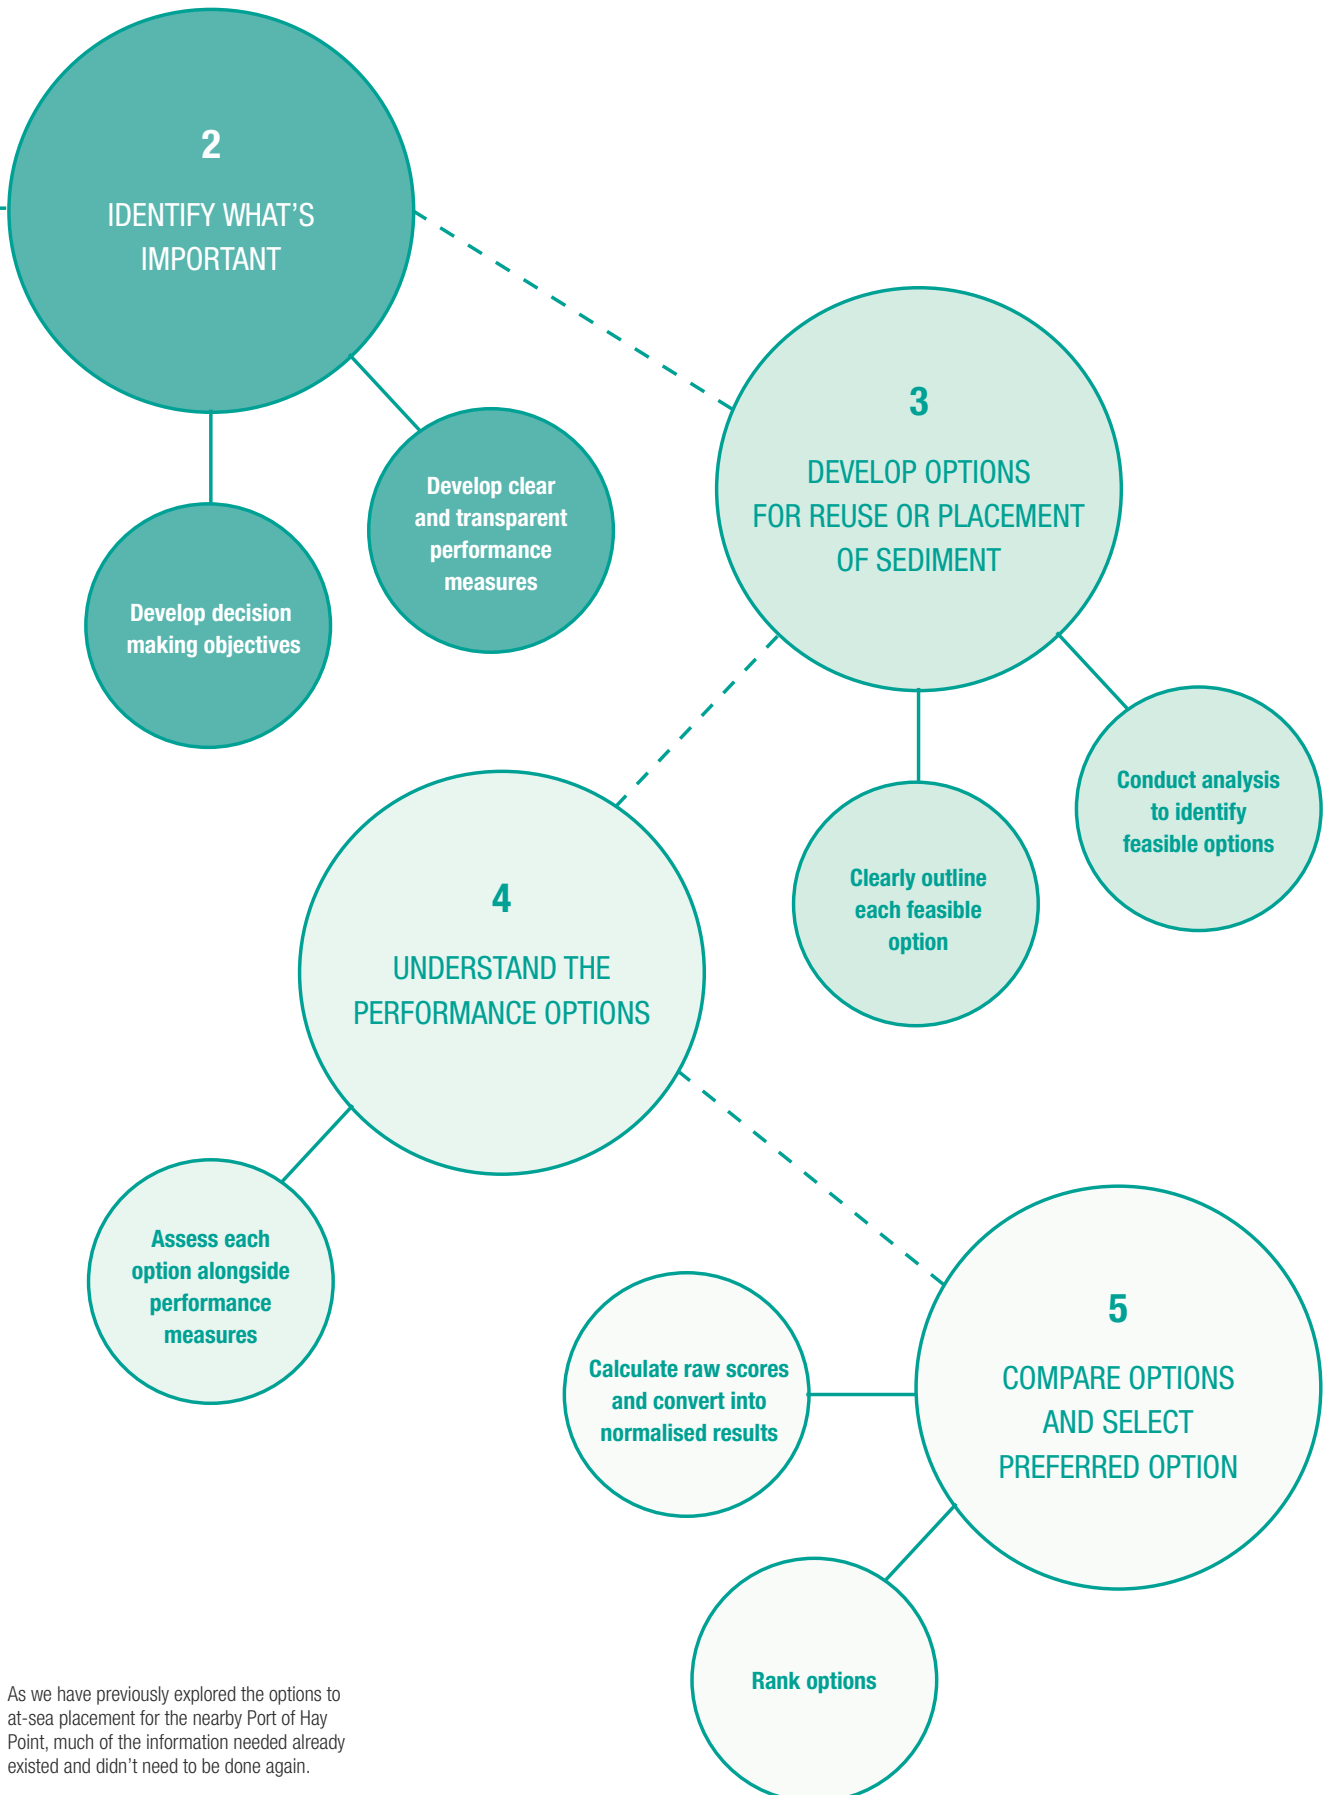 2
IDENTIFY WHAT'S
IMPORTANT
Develop clear
and transparent
performance
measures
Develop decision
making objectives
3
DEVELOP OPTIONS
FOR REUSE OR PLACEMENT
OF SEDIMENT
Conduct analysis
to identify
feasible options
Clearly outline
each feasible
option
4
UNDERSTAND THE
PERFORMANCE OPTIONS
Assess each
option alongside
performance
measures
5
COMPARE OPTIONS
AND SELECT
PREFERRED OPTION
Calculate raw scores
and convert into
normalised results
Rank options
As we have previously explored the options to
at-sea placement for the nearby Port of Hay
Point, much of the information needed already
existed and didn't need to be done again.